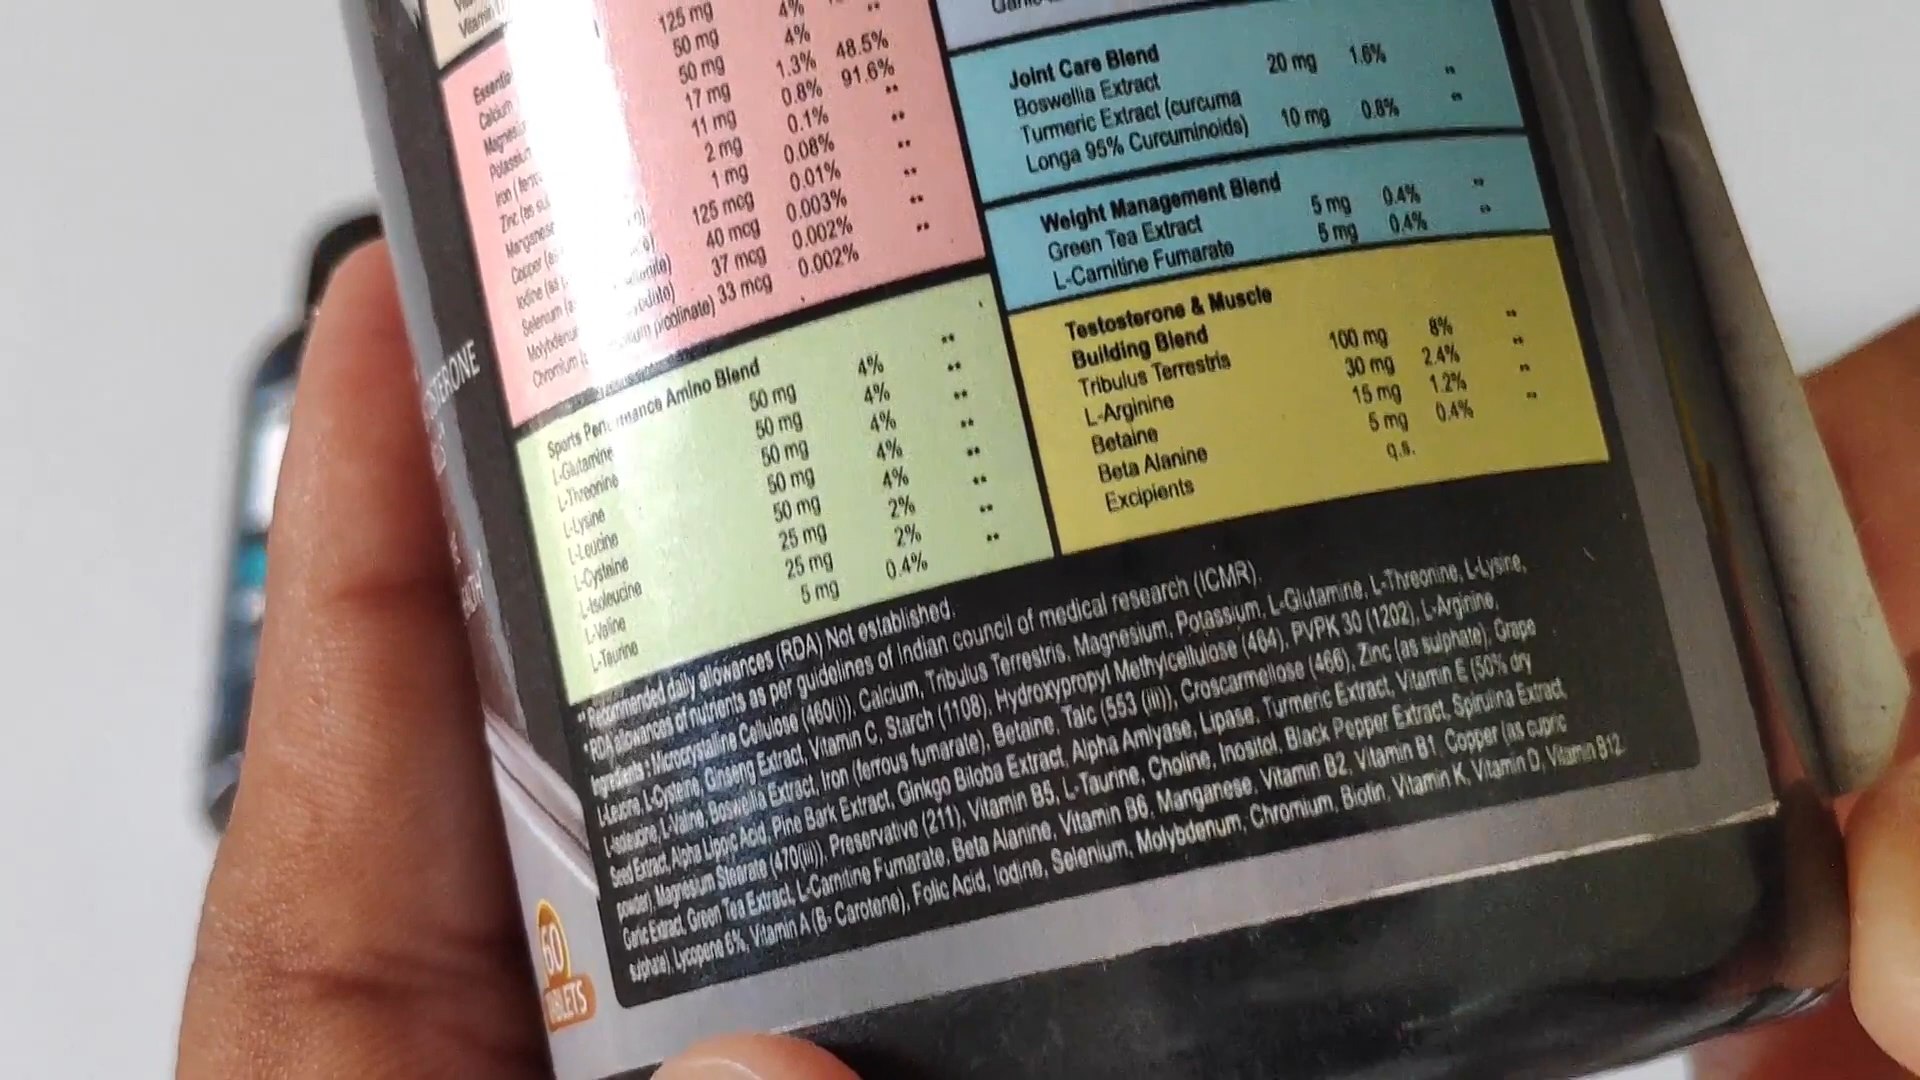 Vitamin
125 mg 4%
50 mg 4%
50 mg 1.3% 48.5%
17 mg 0.8% 91.6%
11 mg 0.1% **
2 mg 0.08% **
1 mg 0.01% **
125 mcg 0.003% **
40 mcg 0.002% **
37 mcg 0.002% **
33 mcg
Calcium
Manganese
picolinate)
Sports Performance Amino Blend
L-Glutamine 50 mg 4% **
L-Threonine 50 mg 4% **
L-Lysine 50 mg 4% **
L-Leucine 50 mg 4% **
L-Cysteine 50 mg 4% **
L-Isoleucine 25 mg 2% **
L-Valine 25 mg 2% **
L-Taurine 5 mg 0.4% **
Joint Care Blend
Boswellia Extract 20 mg 1.6% **
Turmeric Extract (curcuma
Longa 95% Curcuminoids) 10 mg 0.8% **
Weight Management Blend
Green Tea Extract 5 mg 0.4% **
L-Carnitine Fumarate 5 mg 0.4% **
Testosterone & Muscle
Building Blend
Tribulus Terrestris 100 mg 8% **
L-Arginine 30 mg 2.4% **
Betaine 15 mg 1.2% **
Beta Alanine 5 mg 0.4% **
Excipients q.s.
**Recommended daily allowances (RDA) Not established.
*RDA allowances of nutrients as per guidelines of Indian council of medical research (ICMR).
Ingredients : Microcrystalline Cellulose (460(i)), Calcium, Tribulus Terrestris, Magnesium, Potassium, L-Glutamine, L-Threonine, L-Lysine,
L-Leucine, L-Cysteine, Ginseng Extract, Vitamin C, Starch (1108), Hydroxypropyl Methylcellulose (464), PVPK 30 (1202), L-Arginine,
L-Isoleucine, L-Valine, Boswellia Extract, Iron (ferrous fumarate), Betaine, Talc (553 (iii)), Croscarmellose (466), Zinc (as sulphate), Grape
Seed Extract, Alpha Lipoic Acid, Pine Bark Extract, Ginkgo Biloba Extract, Alpha Amlyase, Lipase, Turmeric Extract, Vitamin E (50% dry
powder), Magnesium Stearate (470(iii)), Preservative (211), Vitamin B5, L-Taurine, Choline, Inositol, Black Pepper Extract, Spirulina Extract,
Garlic Extract, Green Tea Extract, L-Carnitine Fumarate, Beta Alanine, Vitamin B6, Manganese, Vitamin B2, Vitamin B1, Copper (as cupric
sulphate), Lycopene 6%, Vitamin A (B- Carotene), Folic Acid, Iodine, Selenium, Molybdenum, Chromium, Biotin, Vitamin K, Vitamin D, Vitamin B12
60
TABLETS